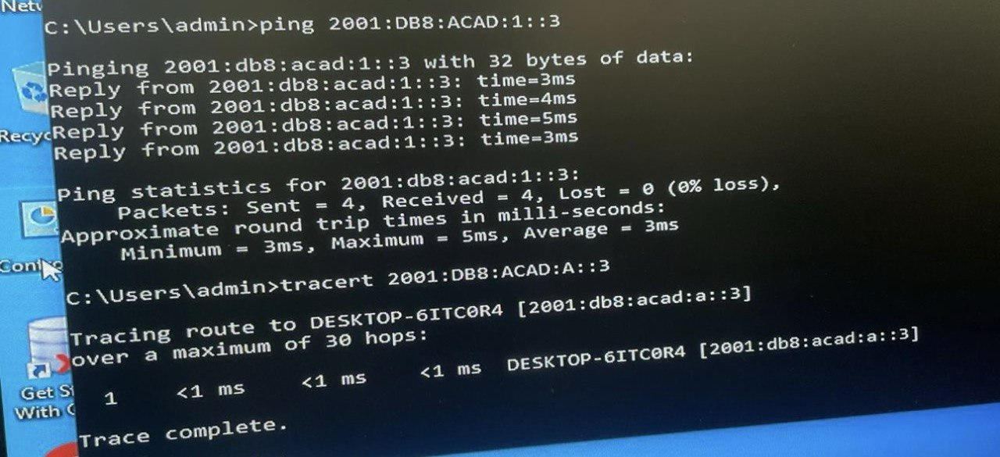 Netw
C:\Users\admin>ping 2001:DB8:ACAD:1::3
Pinging 2001:db8:acad:1::3 with 32 bytes of data:
Reply from 2001:db8:acad:1::3: time=3ms
Reply from 2001:db8:acad:1::3: time=4ms
Reply from 2001:db8:acad:1::3: time=5ms
Reply from 2001:db8:acad:1::3: time=3ms
Recyc
Ping statistics for 2001:db8:acad:1::3:
Packets: Sent = 4, Received = 4, Lost = 0 (0% loss),
Approximate round trip times in milli-seconds:
Minimum = 3ms, Maximum = 5ms, Average = 3ms
Cont
C:\Users\admin>tracert 2001:DB8:ACAD:A::3
Tracing route to DESKTOP-6ITC0R4 [2001:db8:acad:a::3]
over a maximum of 30 hops:
1 <1 ms <1 ms <1 ms DESKTOP-6ITC0R4 [2001:db8:acad:a::3]
Get St
With
Trace complete.